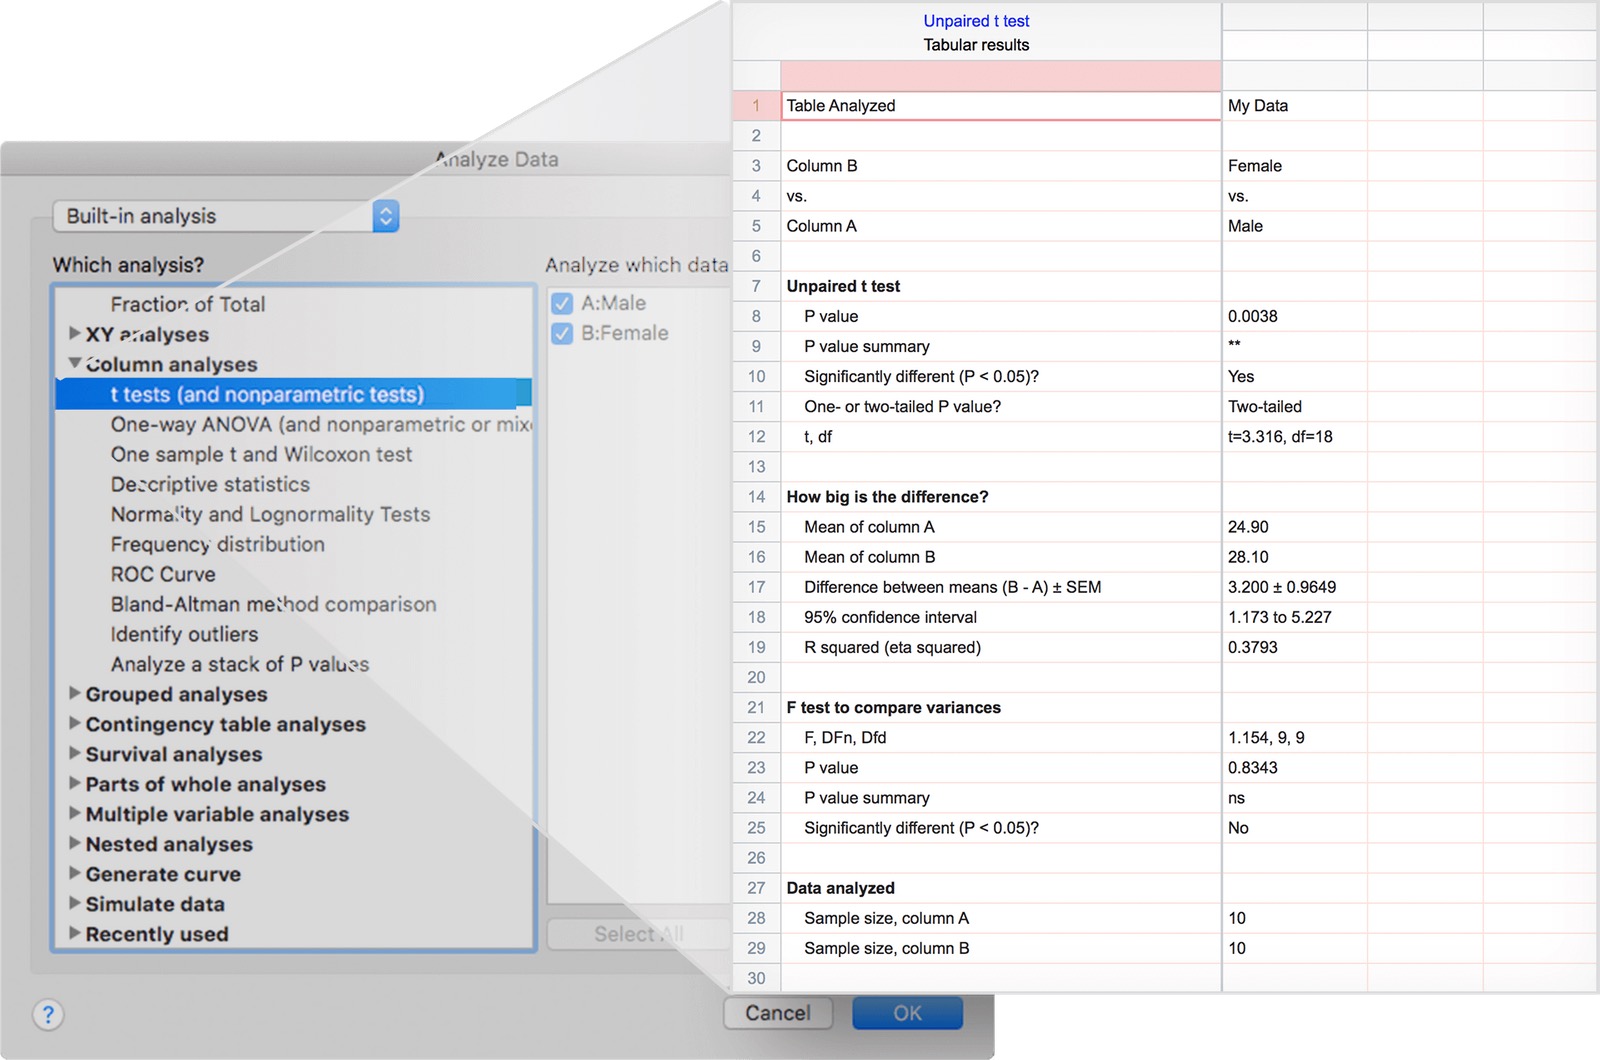 Analyze Data
Built-in analysis
Which analysis?
Fraction of Total
XY analyses
Column analyses
t tests (and nonparametric tests)
One-way ANOVA (and nonparametric or
One sample t and Wilcoxon test
Descriptive statistics
Normality and Lognormality Tests
Frequency distribution
ROC Curve
Bland-Altman method comparison
Identify outliers
Analyze a stack of P values
Grouped analyses
Contingency table analyses
Survival analyses
Parts of whole analyses
Multiple variable analyses
Nested analyses
Generate curve
Simulate data
Recently used
Analyze which data
A:Male
B:Female
Select All
?
Cancel
OK
Unpaired t test
Tabular results
1 Table Analyzed My Data
2
3 Column B Female
4 vs. vs.
5 Column A Male
6
7 Unpaired t test
8 P value 0.0038
9 P value summary **
10 Significantly different (P < 0.05)? Yes
11 One- or two-tailed P value? Two-tailed
12 t, df t=3.316, df=18
13
14 How big is the difference?
15 Mean of column A 24.90
16 Mean of column B 28.10
17 Difference between means (B - A) ± SEM 3.200 ± 0.9649
18 95% confidence interval 1.173 to 5.227
19 R squared (eta squared) 0.3793
20
21 F test to compare variances
22 F, DFn, Dfd 1.154, 9, 9
23 P value 0.8343
24 P value summary ns
25 Significantly different (P < 0.05)? No
26
27 Data analyzed
28 Sample size, column A 10
29 Sample size, column B 10
30